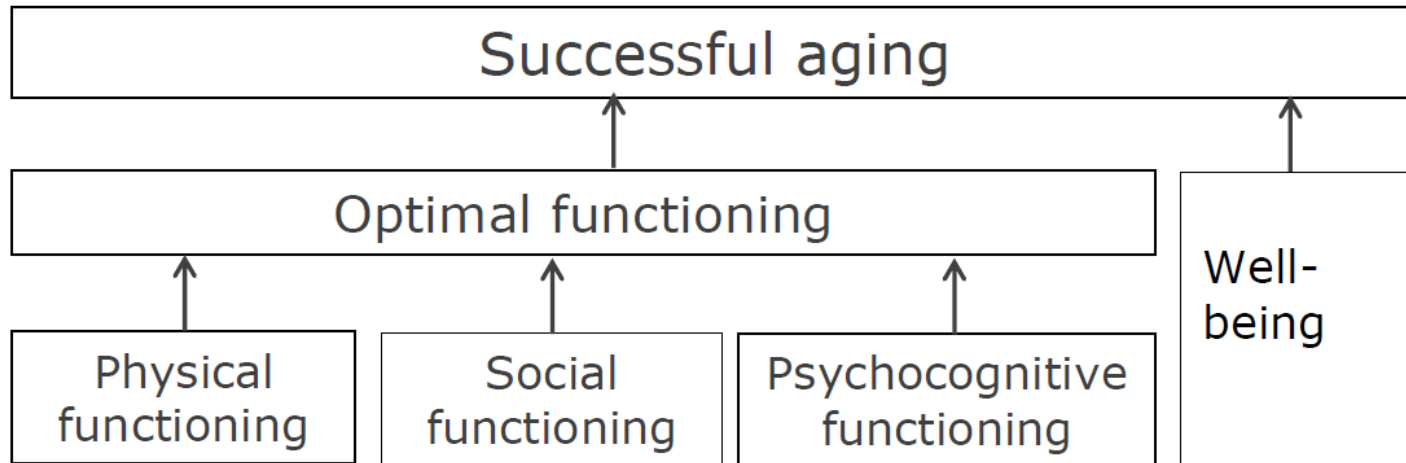 Successful aging
Optimal functioning
Well-
being
Physical
functioning
Social
functioning
Psychocognitive
functioning